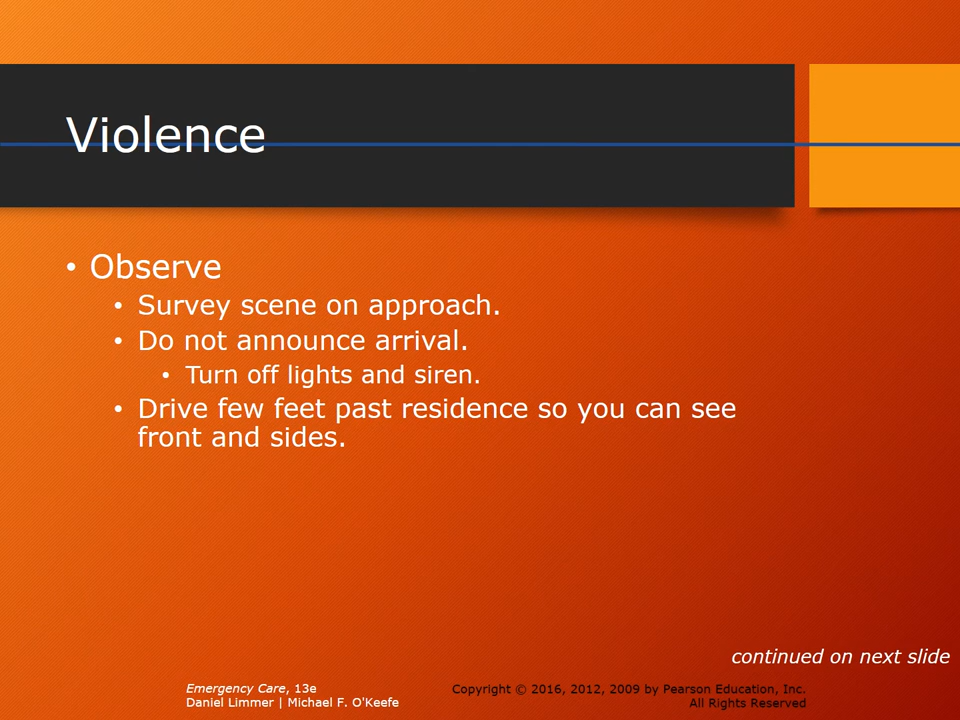 Violence
• Observe
• Survey scene on approach.
• Do not announce arrival.
• Turn off lights and siren.
• Drive few feet past residence so you can see
front and sides.
continued on next slide
Emergency Care, 13e
Daniel Limmer | Michael F. O'Keefe
Copyright © 2016, 2012, 2009 by Pearson Education, Inc.
All Rights Reserved